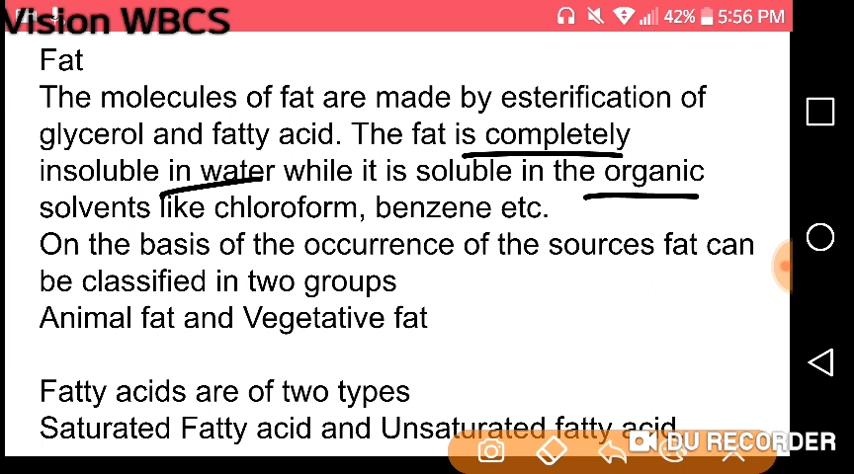 Vision WBCS
42% 5:56 PM
Fat
The molecules of fat are made by esterification of
glycerol and fatty acid. The fat is completely
insoluble in water while it is soluble in the organic
solvents like chloroform, benzene etc.
On the basis of the occurrence of the sources fat can
be classified in two groups
Animal fat and Vegetative fat
Fatty acids are of two types
Saturated Fatty acid and Unsaturated fatty acid
DU RECORDER